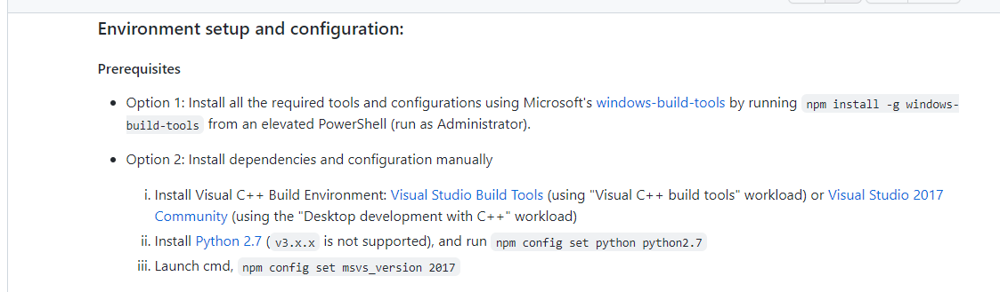 Environment setup and configuration:
Prerequisites
• Option 1: Install all the required tools and configurations using Microsoft's windows-build-tools by running npm install -g windows-
build-tools from an elevated PowerShell (run as Administrator).
• Option 2: Install dependencies and configuration manually
i. Install Visual C++ Build Environment: Visual Studio Build Tools (using "Visual C++ build tools" workload) or Visual Studio 2017
Community (using the "Desktop development with C++" workload)
ii. Install Python 2.7 ( v3.x.x is not supported), and run npm config set python python2.7
iii. Launch cmd, npm config set msvs_version 2017